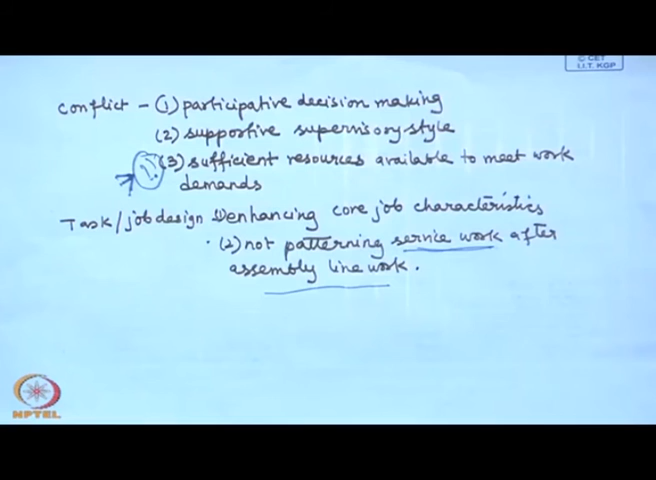 © CET
I.I.T. KGP
Conflict - (1) participative decision making
(2) supportive supervisory style
(3) sufficient resources available to meet work
demands
Task/job design (1) enhancing core job characteristics
(2) not patterning service work after
assembly line work.
NPTEL